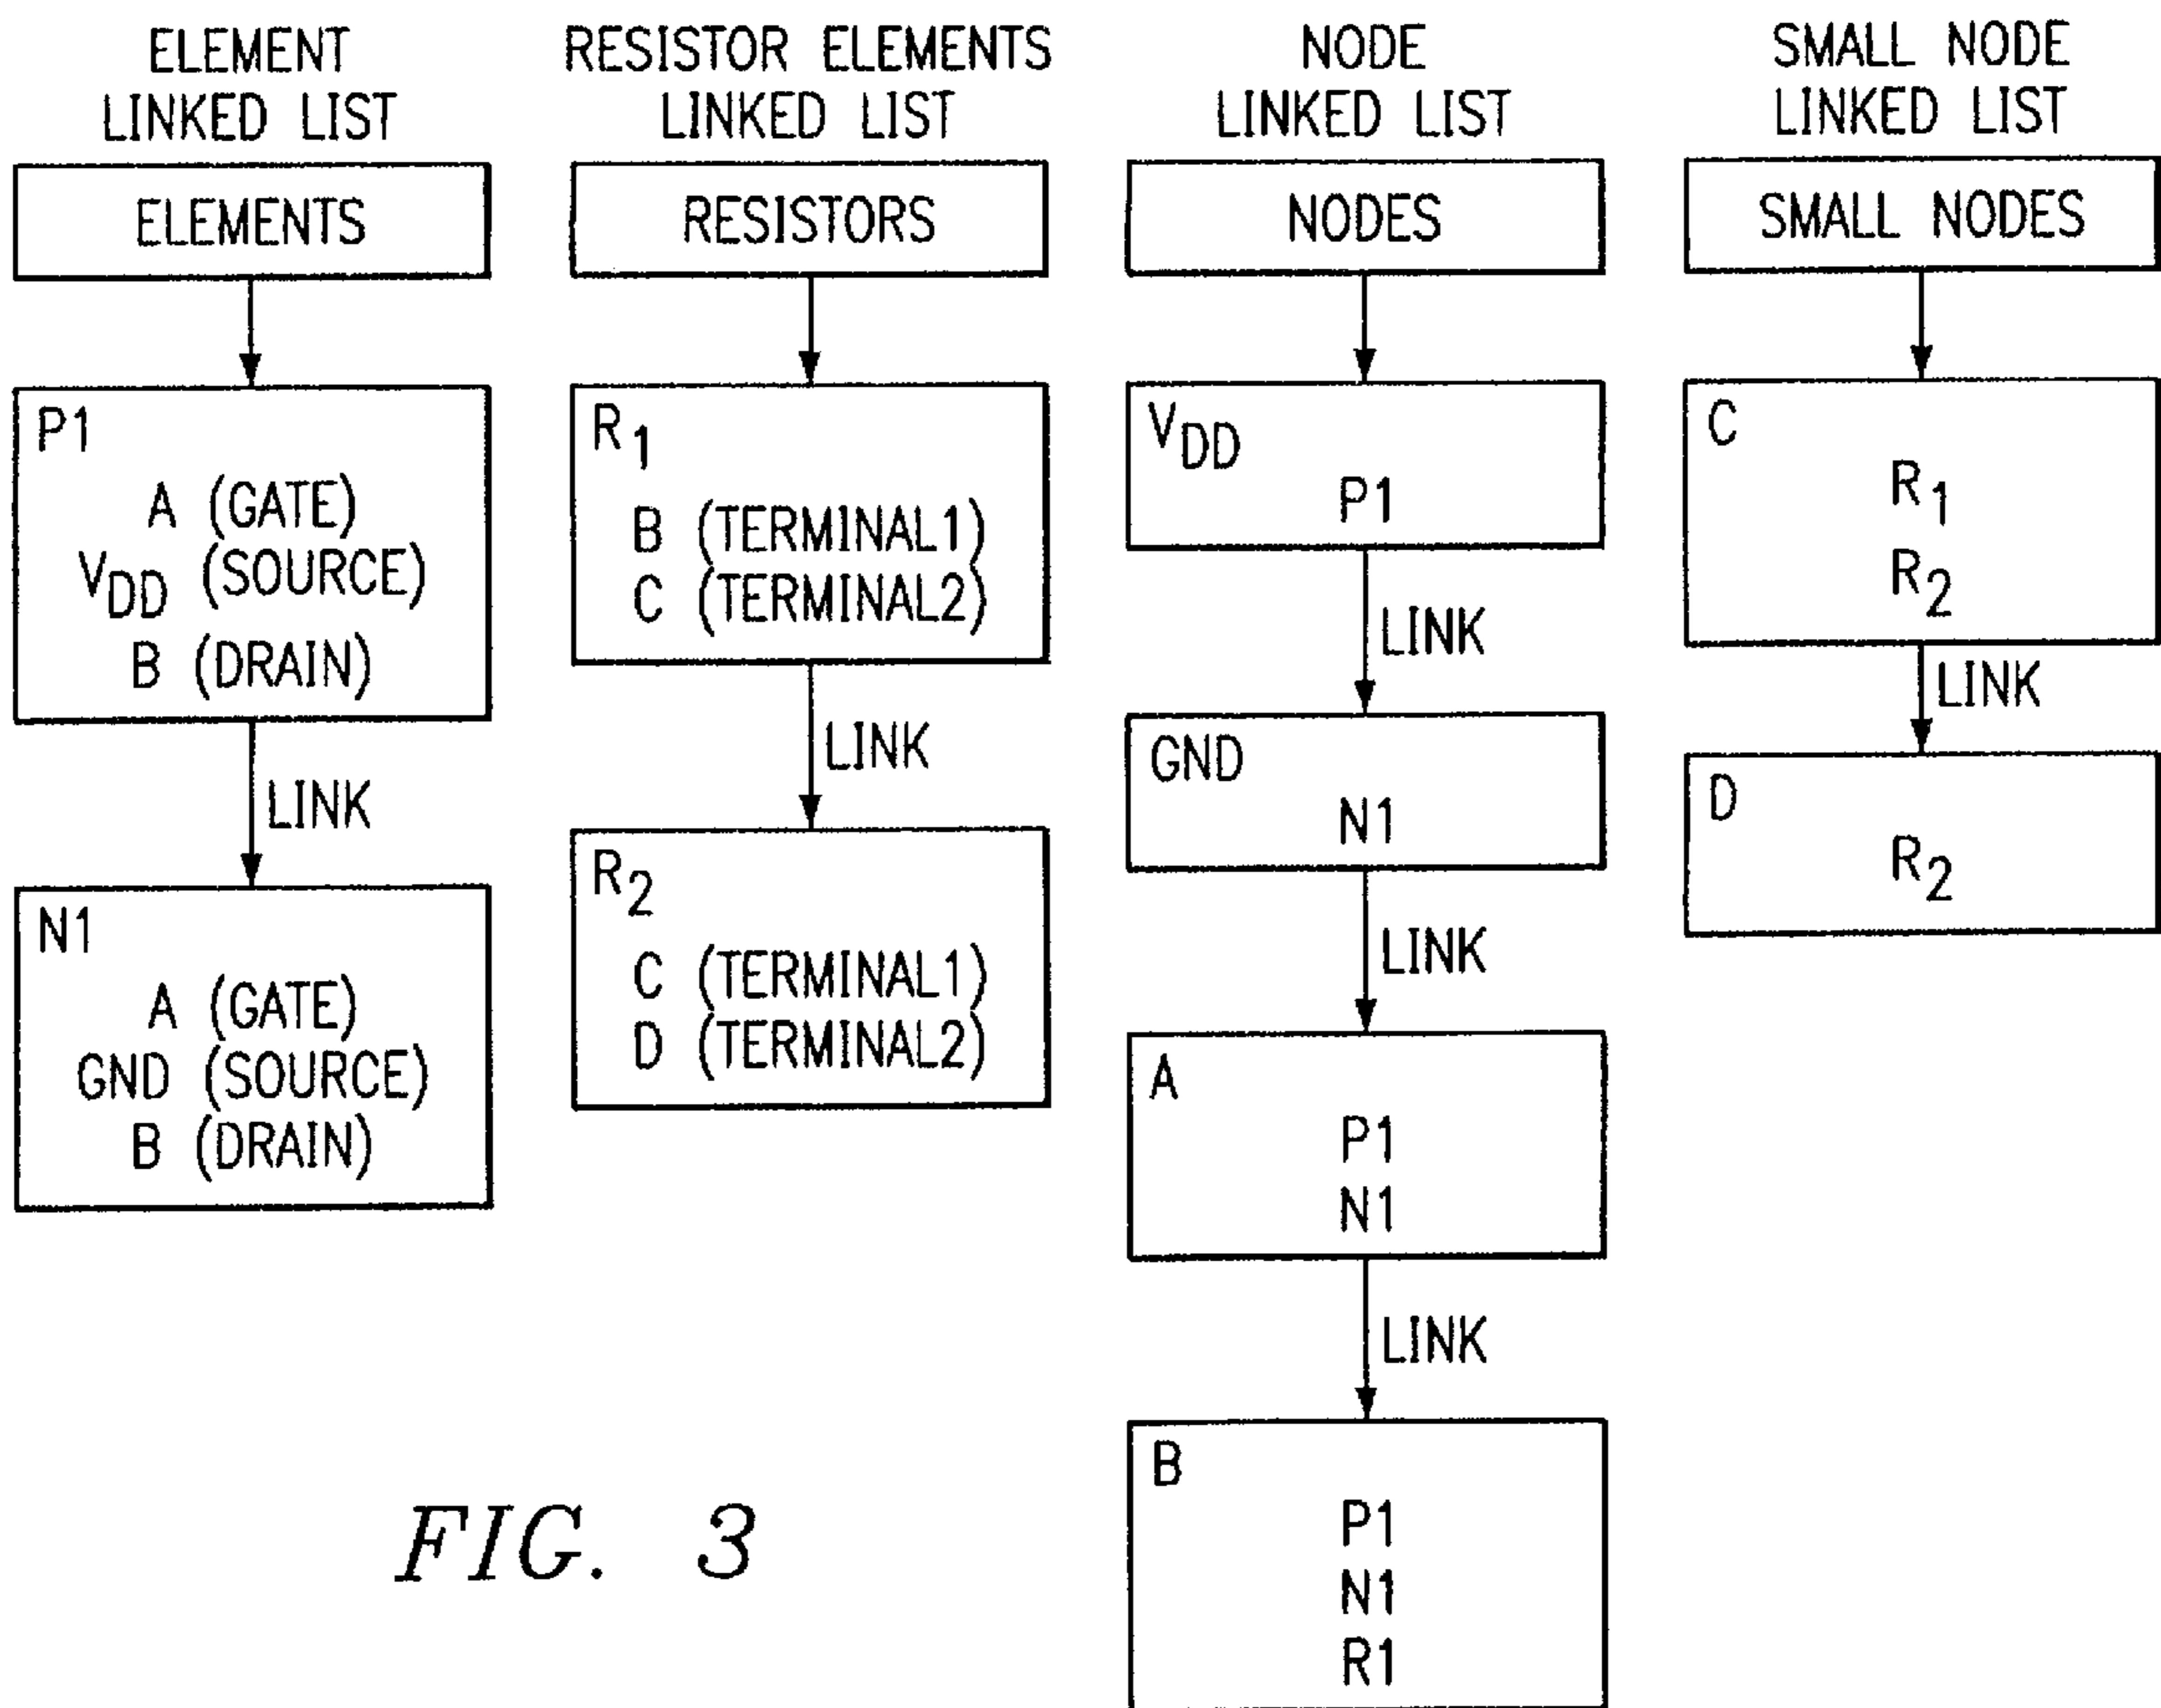 ELEMENT
LINKED LIST
ELEMENTS
P1
A (GATE)
VDD (SOURCE)
B (DRAIN)
LINK
N1
A (GATE)
GND (SOURCE)
B (DRAIN)
RESISTOR ELEMENTS
LINKED LIST
RESISTORS
R1
B (TERMINAL1)
C (TERMINAL2)
LINK
R2
C (TERMINAL1)
D (TERMINAL2)
NODE
LINKED LIST
NODES
VDD
P1
LINK
GND
N1
LINK
A
P1
N1
LINK
B
P1
N1
R1
SMALL NODE
LINKED LIST
SMALL NODES
C
R1
R2
LINK
D
R2
FIG. 3